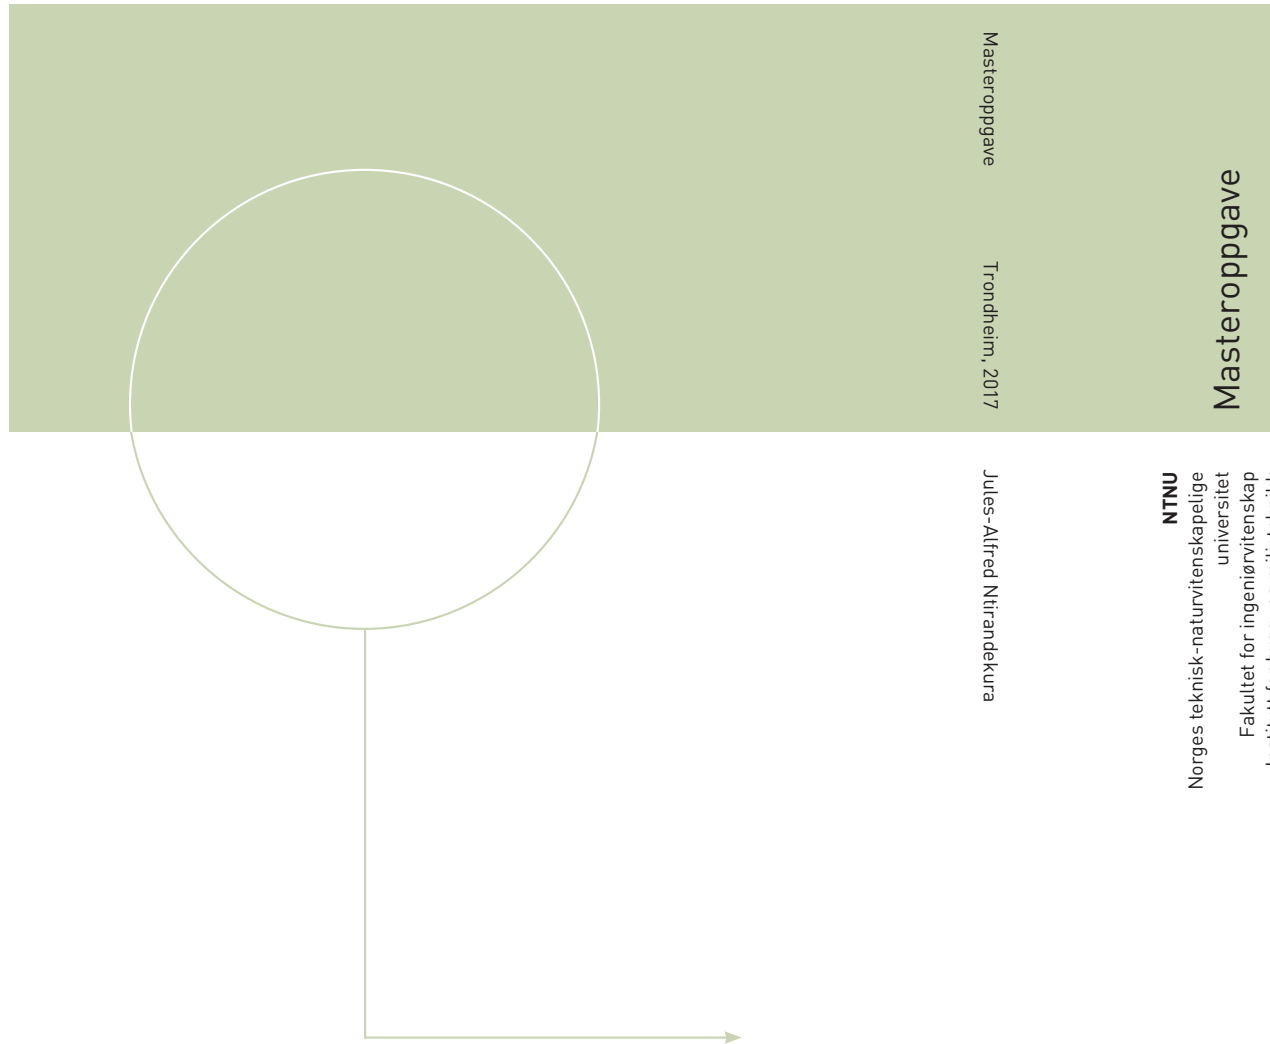 Masteroppgave
Trondheim, 2017
Jules-Alfred Ntirandekura
Masteroppgave
NTNU
Norges teknisk-naturvitenskapelige
universitet
Fakultet for ingeniørvitenskap